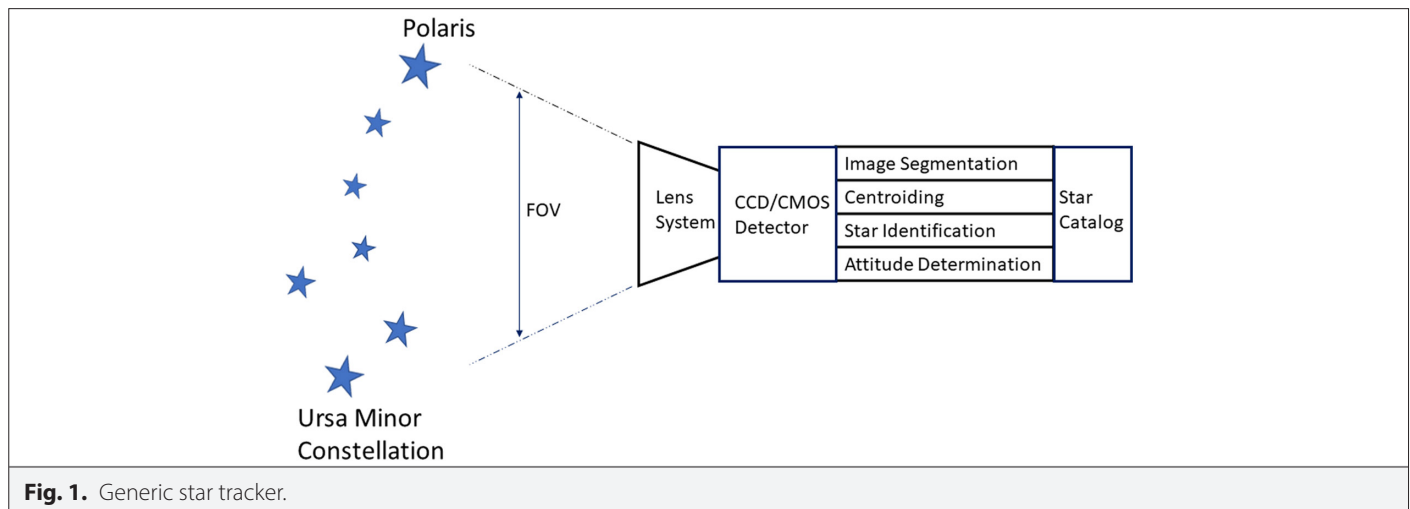 Polaris
FOV
Lens
System
CCD/CMOS
Detector
Image Segmentation
Centroiding
Star Identification
Attitude Determination
Star
Catalog
Ursa Minor
Constellation
Fig. 1. Generic star tracker.